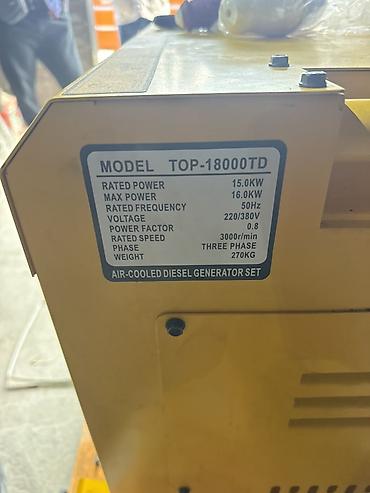 MODEL TOP-18000TD
RATED POWER 15.0KW
MAX POWER 16.0KW
RATED FREQUENCY 50Hz
VOLTAGE 220/380V
POWER FACTOR 0.8
RATED SPEED 3000r/min
PHASE THREE PHASE
WEIGHT 270KG
AIR-COOLED DIESEL GENERATOR SET